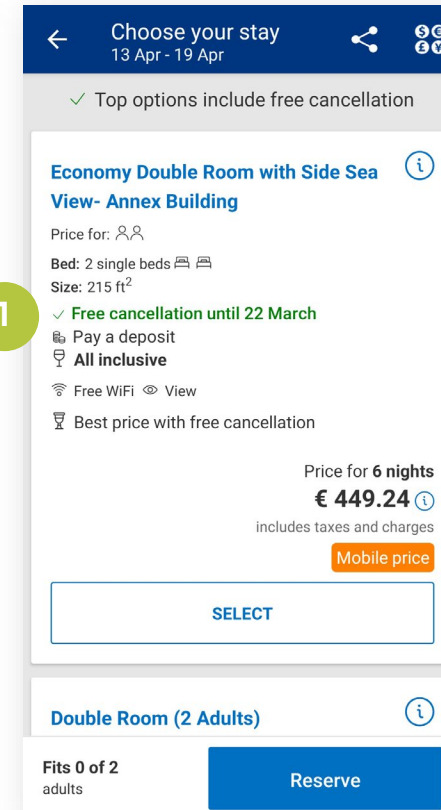 Choose your stay
13 Apr - 19 Apr
Top options include free cancellation
Economy Double Room with Side Sea
View- Annex Building
Price for:
Bed: 2 single beds
Size: 215 ft²
1
Free cancellation until 22 March
Pay a deposit
All inclusive
Free WiFi View
Best price with free cancellation
Price for 6 nights
€ 449.24
includes taxes and charges
Mobile price
SELECT
Double Room (2 Adults)
Fits 0 of 2
adults
Reserve